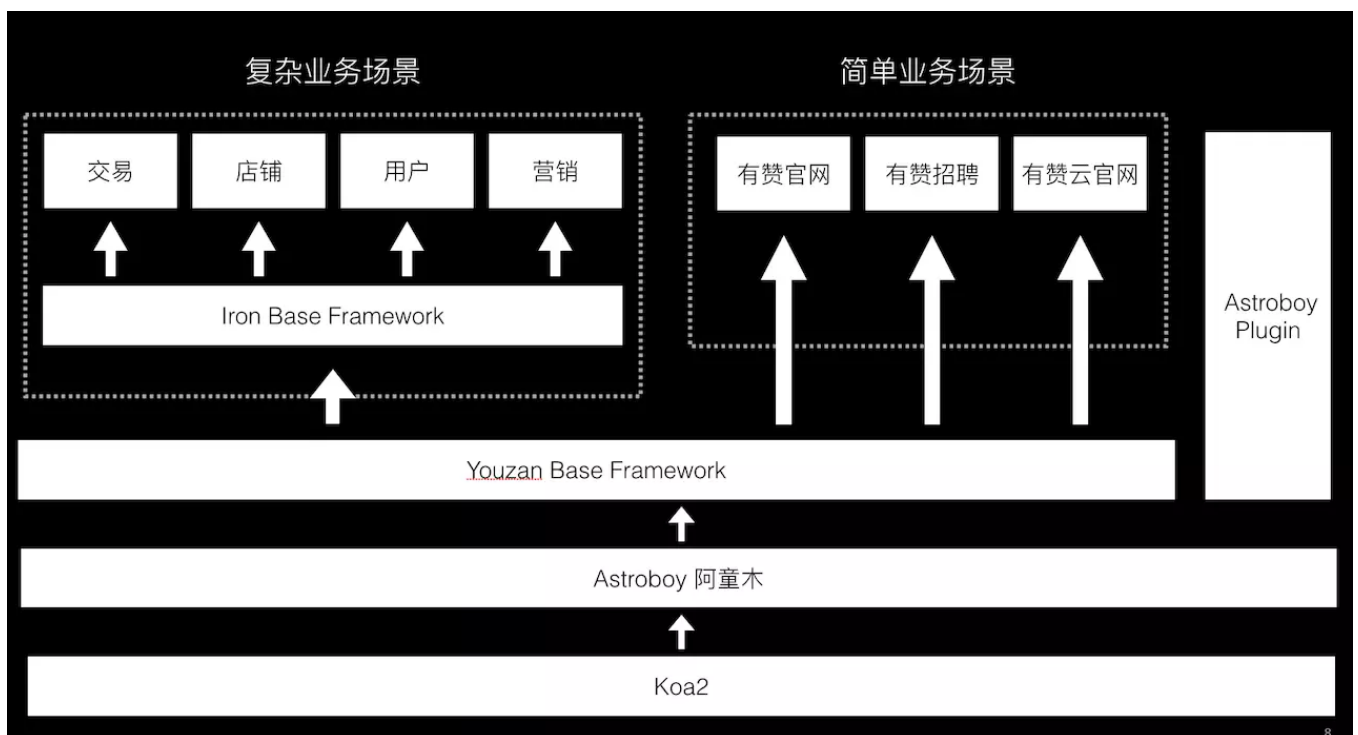 复杂业务场景
简单业务场景
交易
店铺
用户
营销
有赞官网
有赞招聘
有赞云官网
Iron Base Framework
Astroboy
Plugin
Youzan Base Framework
Astroboy 阿童木
Koa2
8